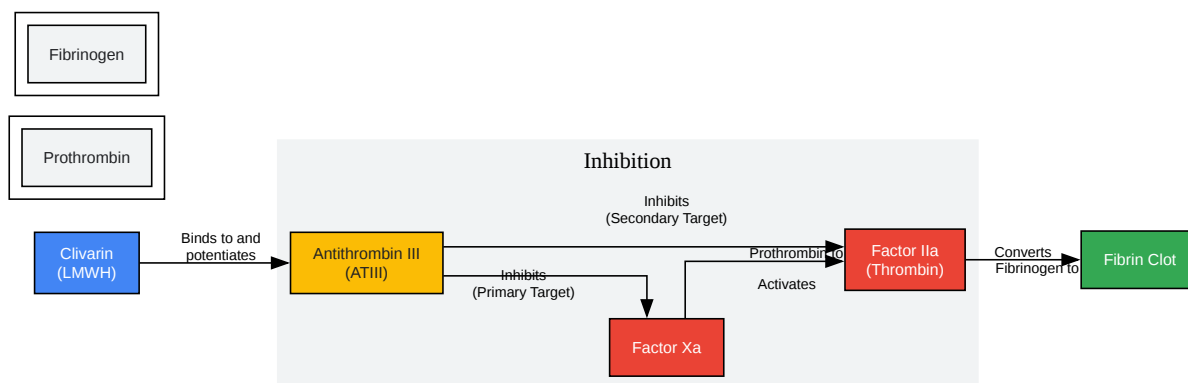 Fibrinogen
Prothrombin
Inhibition
Clivarin
(LMWH)
Binds to and
potentiates
Antithrombin III
(ATIII)
Inhibits
(Secondary Target)
Inhibits
(Primary Target)
Factor Xa
Prothrombin to
Activates
Factor IIa
(Thrombin)
Converts
Fibrinogen to
Fibrin Clot